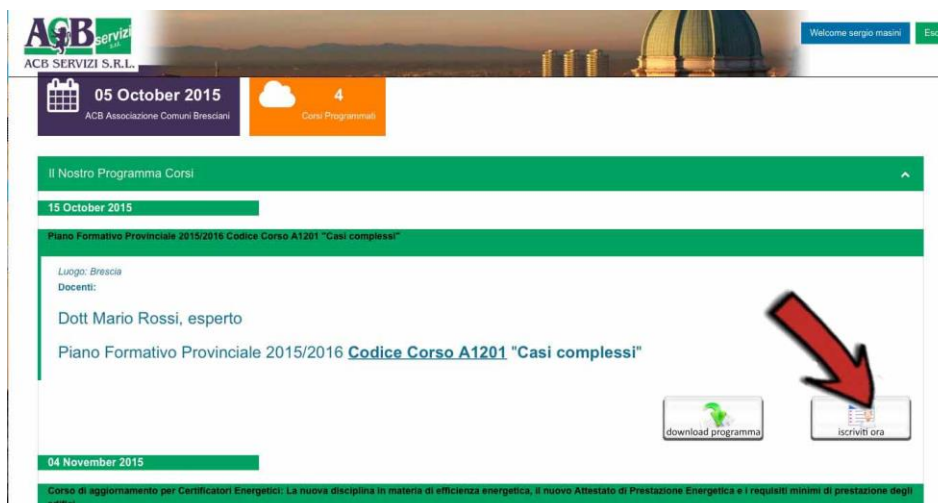 ACB servizi
S.R.L.
ACB SERVIZI S.R.L.
Welcome sergio masini
05 October 2015
ACB Associazione Comuni Bresciani
4
Corsi Programmati
Il Nostro Programma Corsi
15 October 2015
Piano Formativo Provinciale 2015/2016 Codice Corso A1201 "Casi complessi"
Luogo: Brescia
Docenti:
Dott Mario Rossi, esperto
Piano Formativo Provinciale 2015/2016 Codice Corso A1201 "Casi complessi"
download programma
iscriviti ora
04 November 2015
Corso di aggiornamento per Certificatori Energetici: La nuova disciplina in materia di efficienza energetica, il nuovo Attestato di Prestazione Energetica e i requisiti minimi di prestazione degli